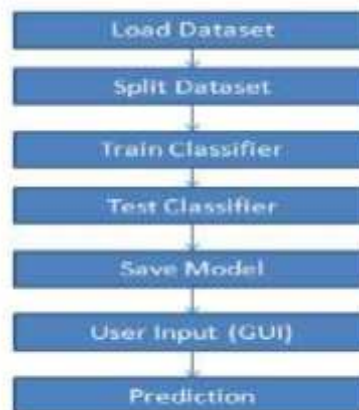 Load Dataset
Split Dataset
Train Classifier
Test Classifier
Save Model
User Input (GUI)
Prediction